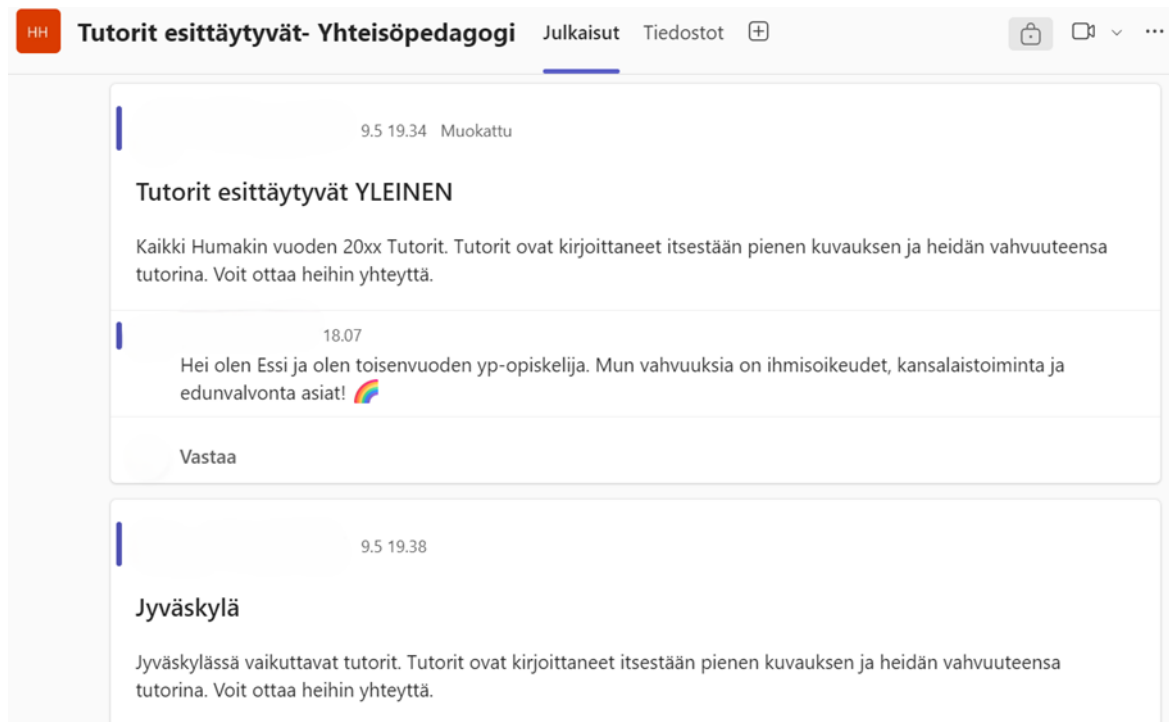 HH Tutorit esittäytyvät- Yhteisöpedagogi Julkaisut Tiedostot
9.5 19.34 Muokattu
Tutorit esittäytyvät YLEINEN
Kaikki Humakin vuoden 20xx Tutorit. Tutorit ovat kirjoittaneet itsestään pienen kuvauksen ja heidän vahvuuteensa
tutorina. Voit ottaa heihin yhteyttä.
18.07
Hei olen Essi ja olen toisenvuoden yp-opiskelija. Mun vahvuuksia on ihmisoikeudet, kansalaistoiminta ja
edunvalvonta asiat! 🌈
Vastaa
9.5 19.38
Jyväskylä
Jyväskylässä vaikuttavat tutorit. Tutorit ovat kirjoittaneet itsestään pienen kuvauksen ja heidän vahvuuteensa
tutorina. Voit ottaa heihin yhteyttä.